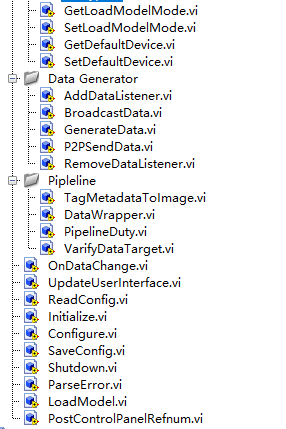 GetLoadModelMode.vi
SetLoadModelMode.vi
GetDefaultDevice.vi
SetDefaultDevice.vi
Data Generator
AddDataListener.vi
BroadcastData.vi
GenerateData.vi
P2PSendData.vi
RemoveDataListener.vi
Pipleline
TagMetadataToImage.vi
DataWrapper.vi
PipelineDuty.vi
VarifyDataTarget.vi
OnDataChange.vi
UpdateUserInterface.vi
ReadConfig.vi
Initialize.vi
Configure.vi
SaveConfig.vi
Shutdown.vi
ParseError.vi
LoadModel.vi
PostControlPanelRefnum.vi